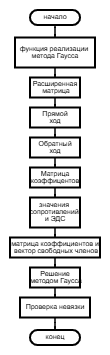 начало
функция реализации
метода Гаусса
Расширенная
матрица
Прямой
ход
Обратный
ход
Матрица
коэффицентов
значения
сопротивлений
и ЭДС
матрица коэффициентов и
вектор свободных членов
Решение
методом Гаусса
Проверка невязки
конец